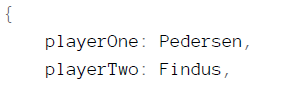 {
playerOne: Pedersen,
playerTwo: Findus,